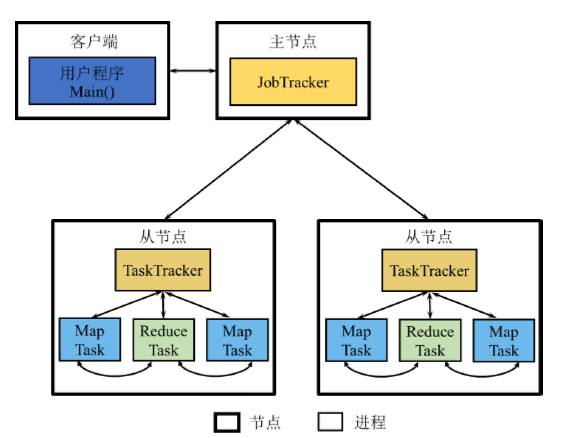 客户端
用户程序
Main()
主节点
JobTracker
从节点
TaskTracker
Map
Task
Reduce
Task
Map
Task
从节点
TaskTracker
Map
Task
Reduce
Task
Map
Task
节点
进程